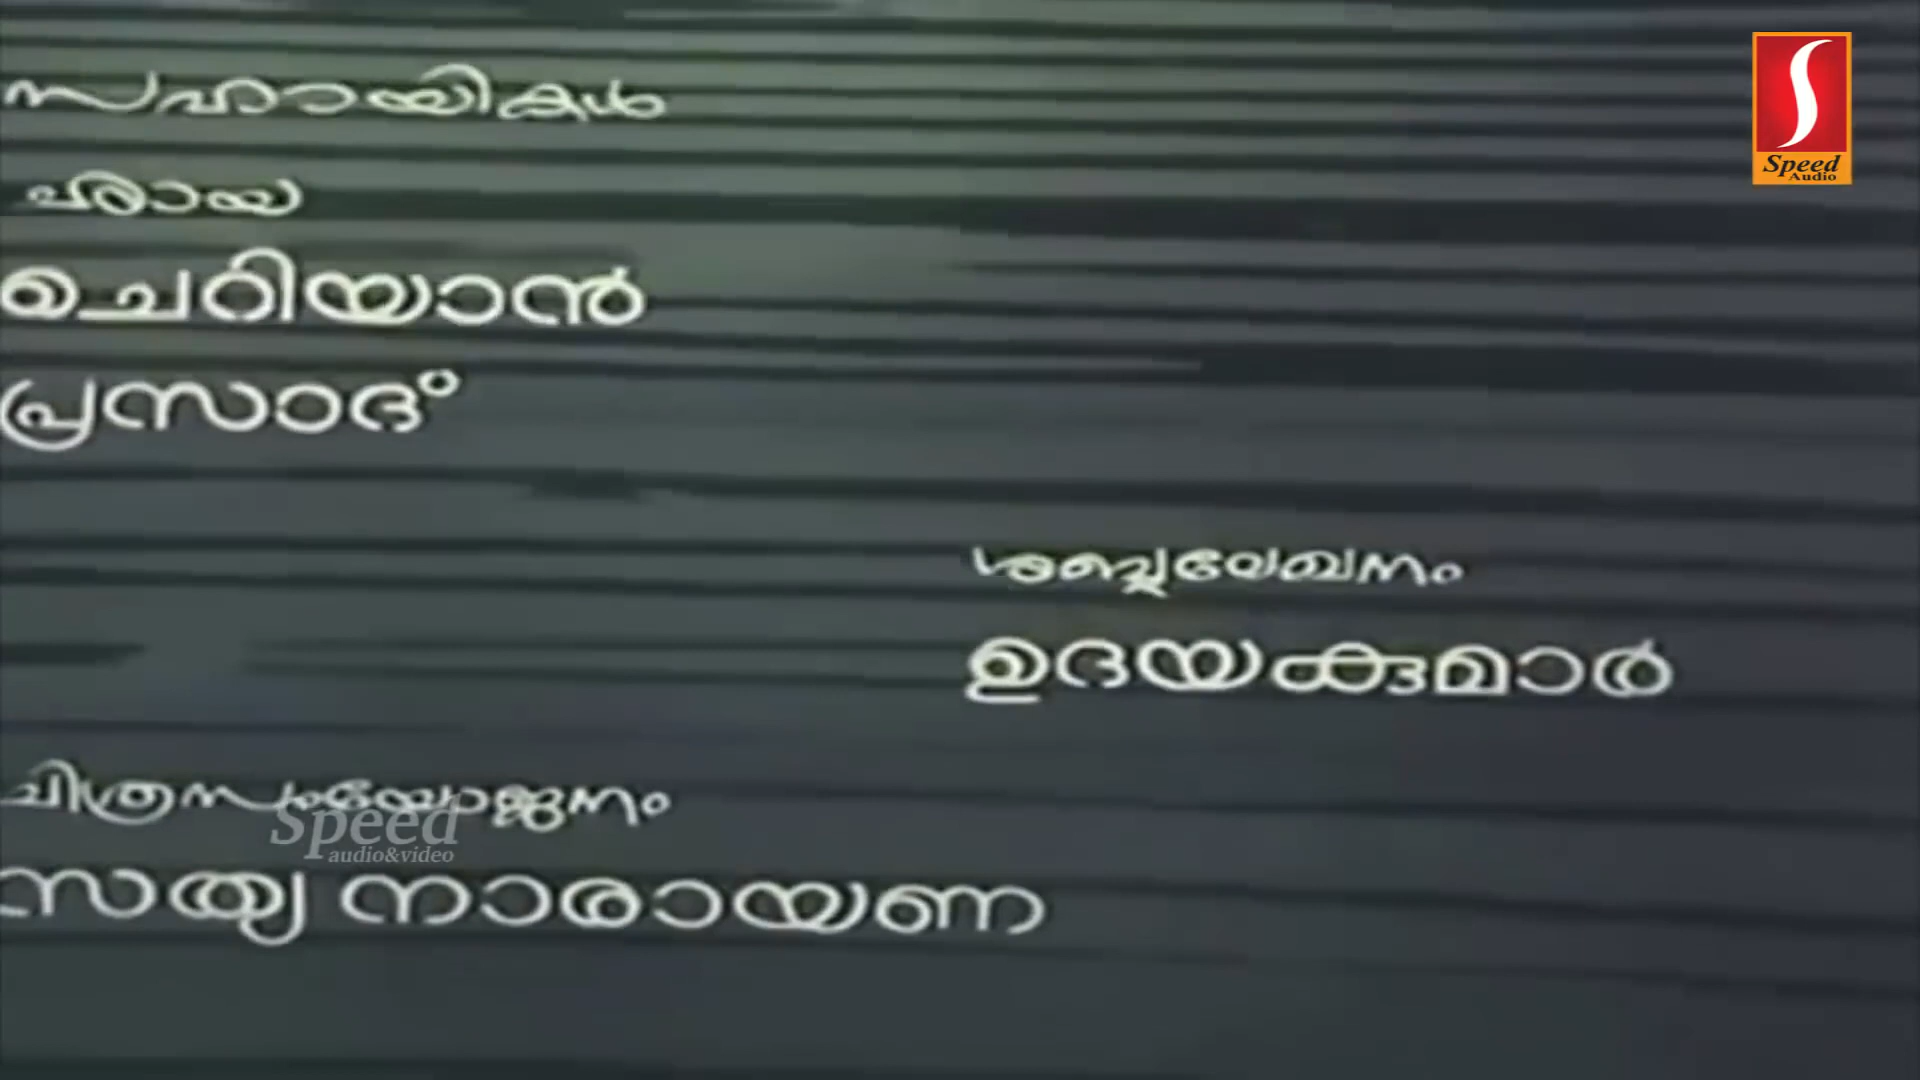 സഹായികൾ
ഛായ
ചെറിയാൻ
പ്രസാദ്
ശബ്ദലേഖനം
ഉദയകുമാർ
ചിത്രസംയോജനം
സത്യ നാരായണ
Speed
audio&video
S
Speed
Audio